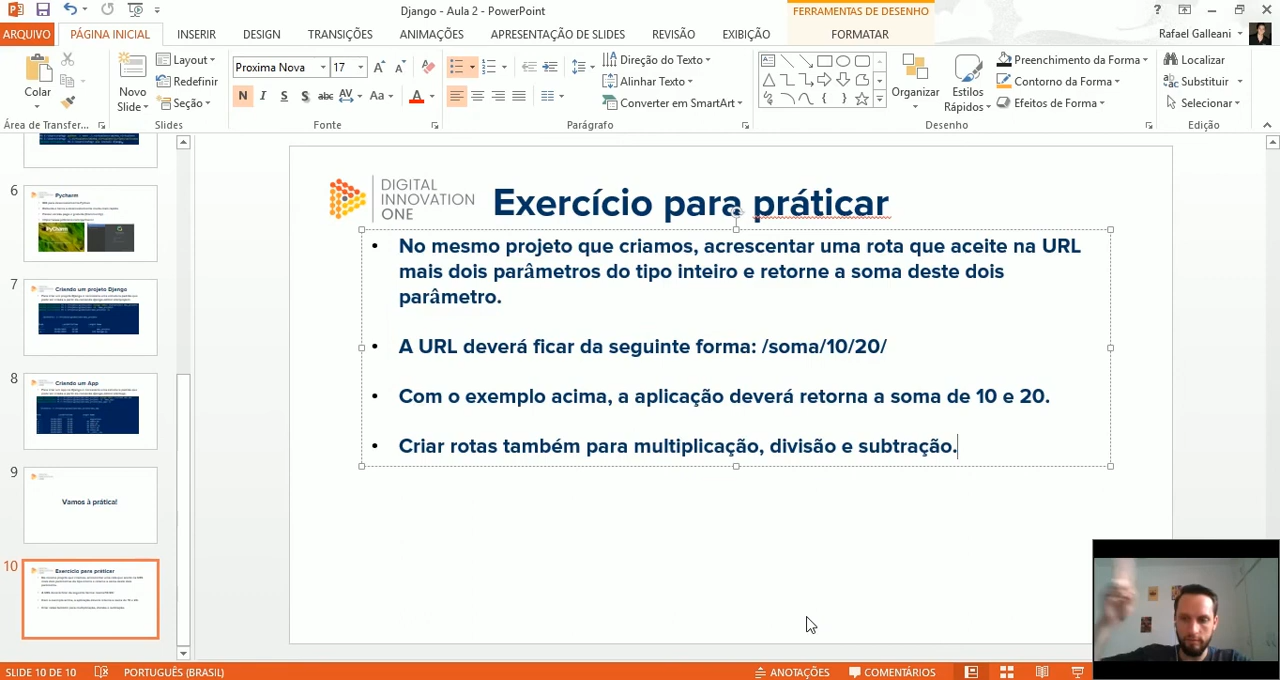 Django - Aula 2 - PowerPoint
FERRAMENTAS DE DESENHO
ARQUIVO PÁGINA INICIAL INSERIR DESIGN TRANSIÇÕES ANIMAÇÕES APRESENTAÇÃO DE SLIDES REVISÃO EXIBIÇÃO FORMATAR
Rafael Galleani
Colar
Novo
Slide
Layout
Redefinir
Seção
Proxima Nova 17
N I S S abc AV Aa A
Direção do Texto
Alinhar Texto
Converter em SmartArt
Organizar
Estilos
Rápidos
Preenchimento da Forma
Contorno da Forma
Efeitos de Forma
Localizar
Substituir
Selecionar
Área de Transfer... Slides Fonte Parágrafo Desenho Edição
6
Pycharm
7
Criando um projeto Django
8
Criando um App
9
Vamos à prática!
10
Exercício para práticar
DIGITAL
INNOVATION
ONE
Exercício para práticar
• No mesmo projeto que criamos, acrescentar uma rota que aceite na URL
mais dois parâmetros do tipo inteiro e retorne a soma deste dois
parâmetro.
• A URL deverá ficar da seguinte forma: /soma/10/20/
• Com o exemplo acima, a aplicação deverá retorna a soma de 10 e 20.
• Criar rotas também para multiplicação, divisão e subtração.
SLIDE 10 DE 10 PORTUGUÊS (BRASIL) ANOTAÇÕES COMENTÁRIOS